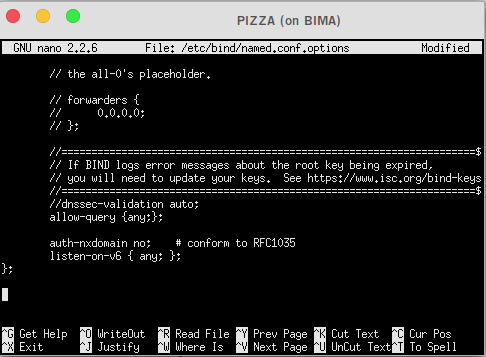 PIZZA (on BIMA)
GNU nano 2.2.6 File: /etc/bind/named.conf.options Modified
// the all-0's placeholder.
// forwarders {
// 0.0.0.0;
// };
//=====================================================================$
// If BIND logs error messages about the root key being expired,
// you will need to update your keys. See https://www.isc.org/bind-keys
//=====================================================================$
//dnssec-validation auto;
allow-query {any;};
auth-nxdomain no; # conform to RFC1035
listen-on-v6 { any; };
};
^G Get Help ^O WriteOut ^R Read File ^Y Prev Page ^K Cut Text ^C Cur Pos
^X Exit ^J Justify ^W Where Is ^V Next Page ^U UnCut Text ^T To Spell